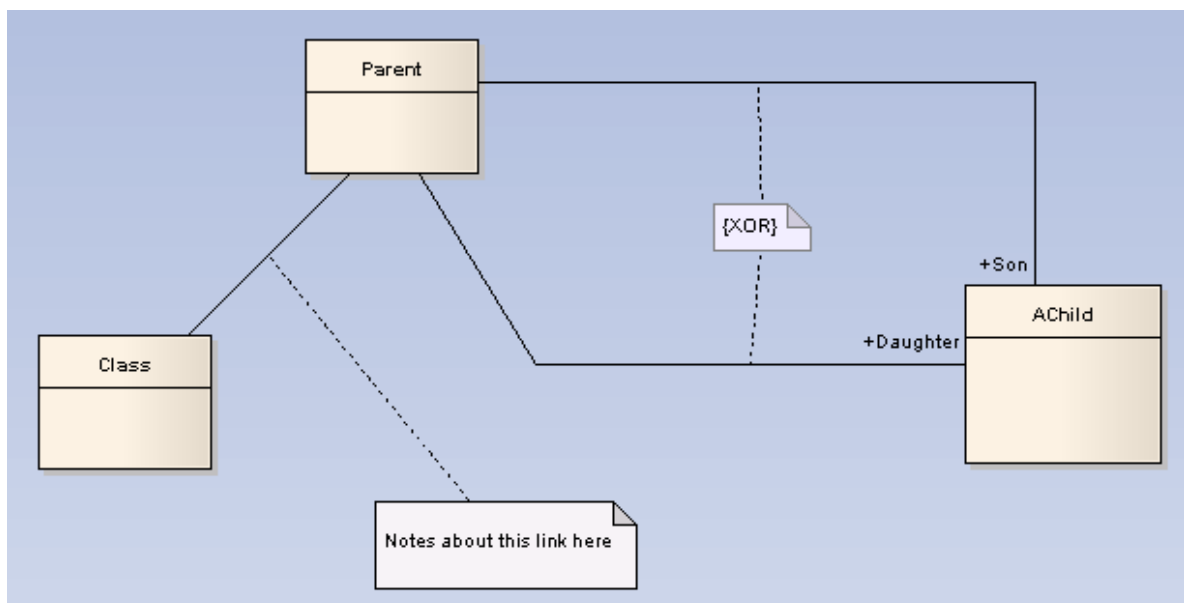 Parent
{XOR}
+Son
AChild
+Daughter
Class
Notes about this link here